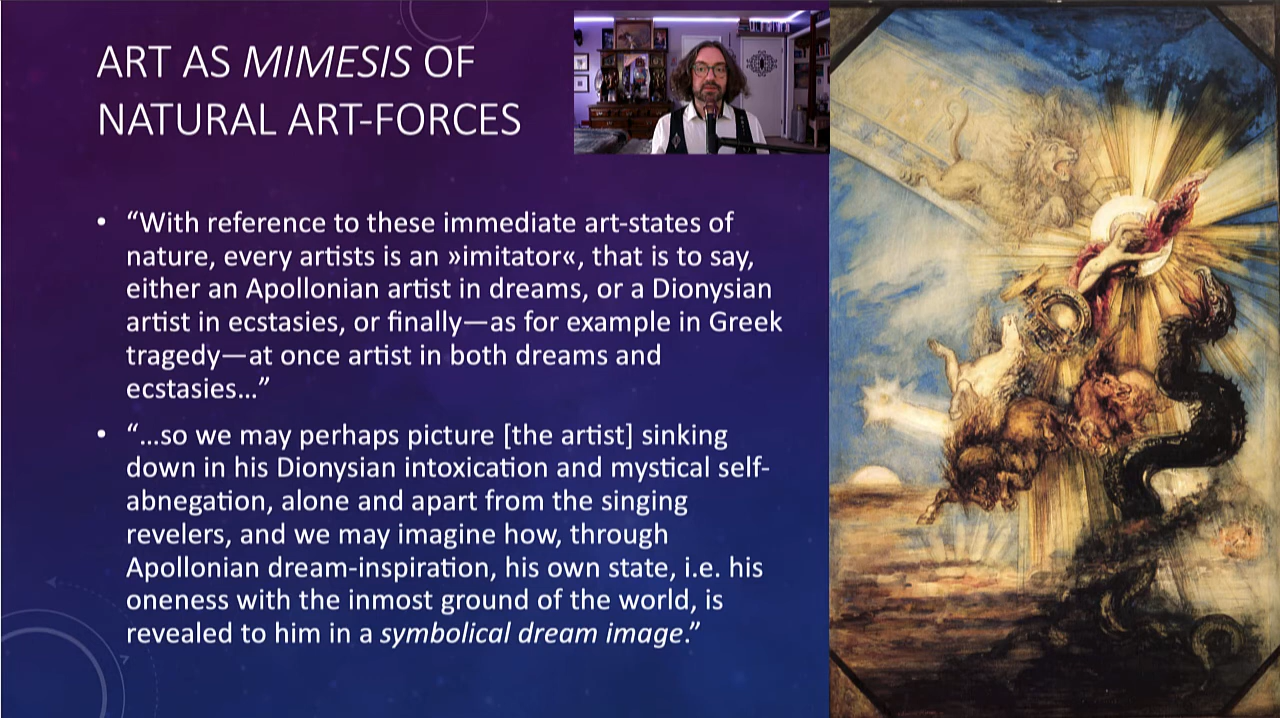 ART AS MIMESIS OF
NATURAL ART-FORCES
• “With reference to these immediate art-states of
nature, every artists is an »imitator«, that is to say,
either an Apollonian artist in dreams, or a Dionysian
artist in ecstasies, or finally—as for example in Greek
tragedy—at once artist in both dreams and
ecstasies…”
• “…so we may perhaps picture [the artist] sinking
down in his Dionysian intoxication and mystical self-
abnegation, alone and apart from the singing
revelers, and we may imagine how, through
Apollonian dream-inspiration, his own state, i.e. his
oneness with the inmost ground of the world, is
revealed to him in a symbolical dream image.”